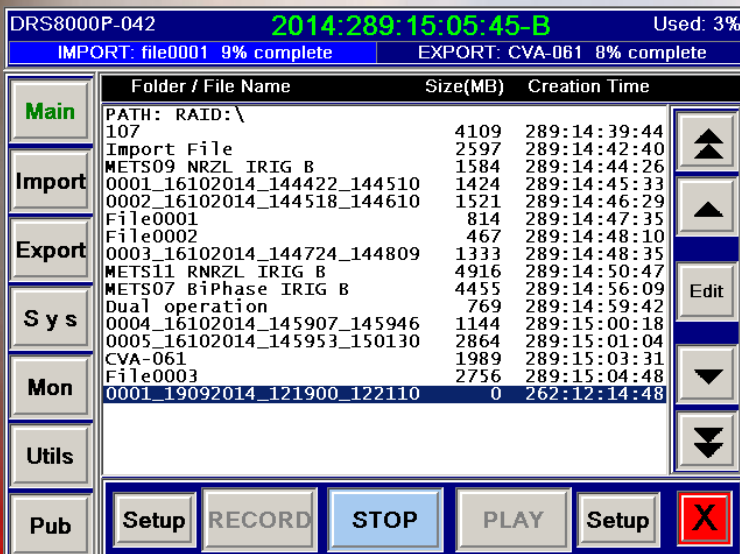 DRS8000P-042 2014:289:15:05:45-B Used: 3%
IMPORT: file0001 9% complete EXPORT: CVA-061 8% complete
Folder / File Name Size(MB) Creation Time
PATH: RAID:\
107 4109 289:14:39:44
Import File 2597 289:14:42:40
METS09 NRZL IRIG B 1584 289:14:44:26
0001_16102014_144422_144510 1424 289:14:45:33
0002_16102014_144518_144610 1521 289:14:46:29
File0001 814 289:14:47:35
File0002 467 289:14:48:10
0003_16102014_144724_144809 1333 289:14:48:35
METS11 RNRZL IRIG B 4916 289:14:50:47
METS07 BiPhase IRIG B 4455 289:14:56:09
Dual operation 769 289:14:59:42
0004_16102014_145907_145946 1144 289:15:00:18
0005_16102014_145953_150130 2864 289:15:01:04
CVA-061 1989 289:15:03:31
File0003 2756 289:15:04:48
0001_19092014_121900_122110 0 262:12:14:48
Main
Import
Export
Sys
Mon
Utils
Pub
Edit
Setup RECORD STOP PLAY Setup X